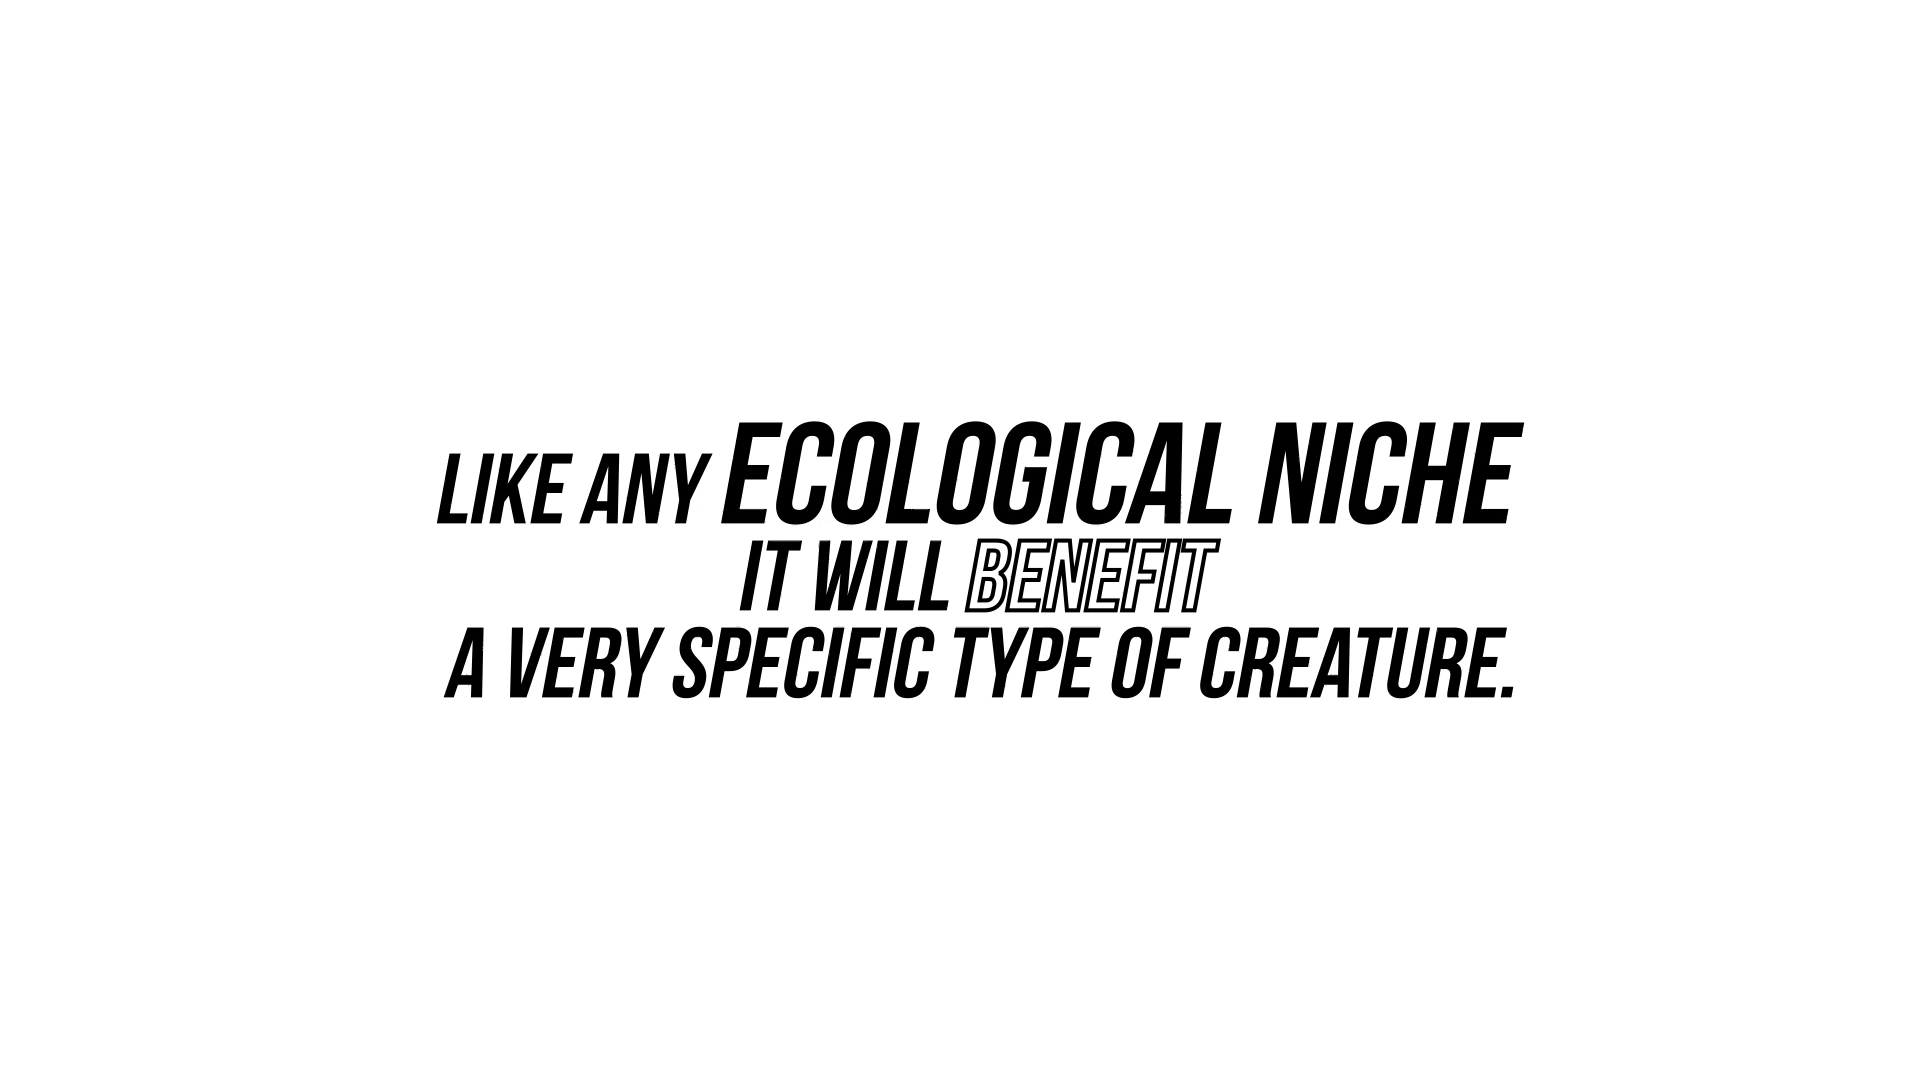 LIKE ANY ECOLOGICAL NICHE
IT WILL BENEFIT
A VERY SPECIFIC TYPE OF CREATURE.